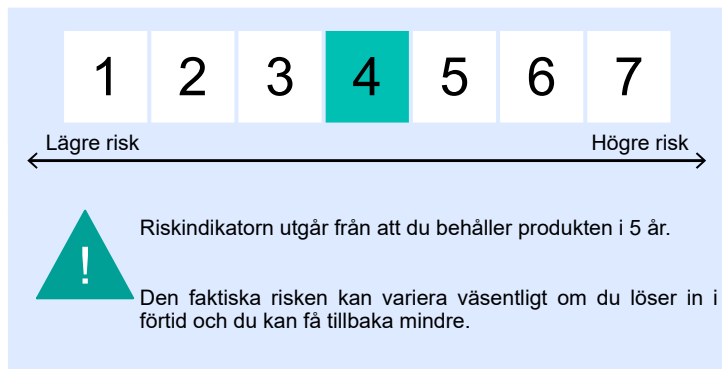 1 2 3 4 5 6 7
Lägre risk Högre risk
Riskindikatorn utgår från att du behåller produkten i 5 år.
!
Den faktiska risken kan variera väsentligt om du löser in i
förtid och du kan få tillbaka mindre.